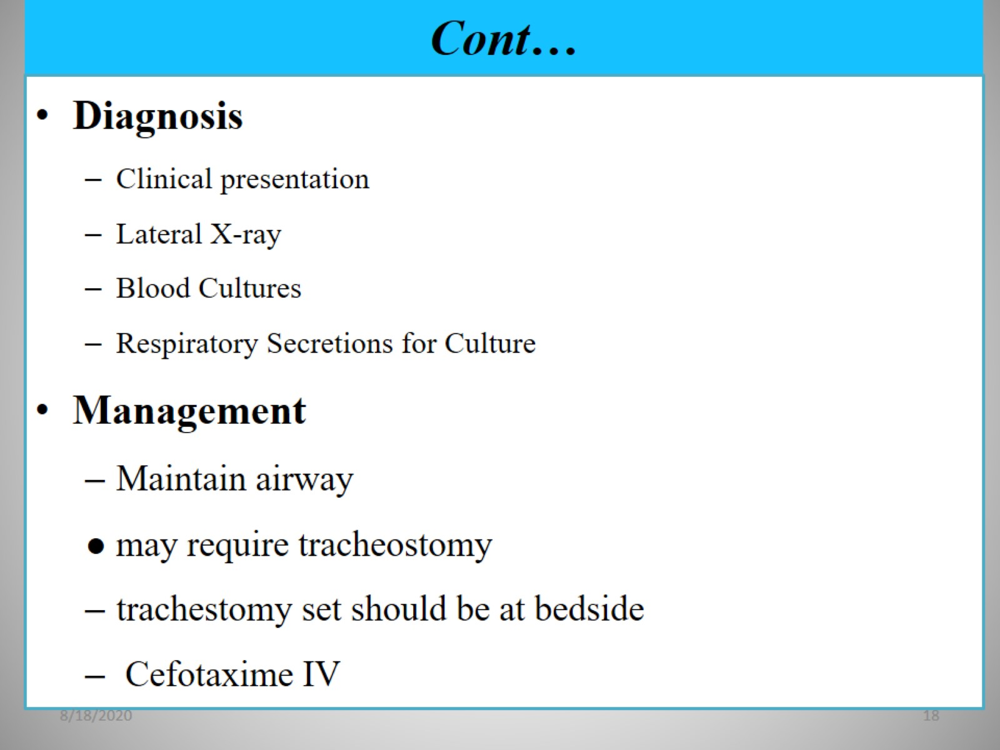 Cont…
• Diagnosis
– Clinical presentation
– Lateral X-ray
– Blood Cultures
– Respiratory Secretions for Culture
• Management
– Maintain airway
● may require tracheostomy
– trachestomy set should be at bedside
– Cefotaxime IV
8/18/2020
18